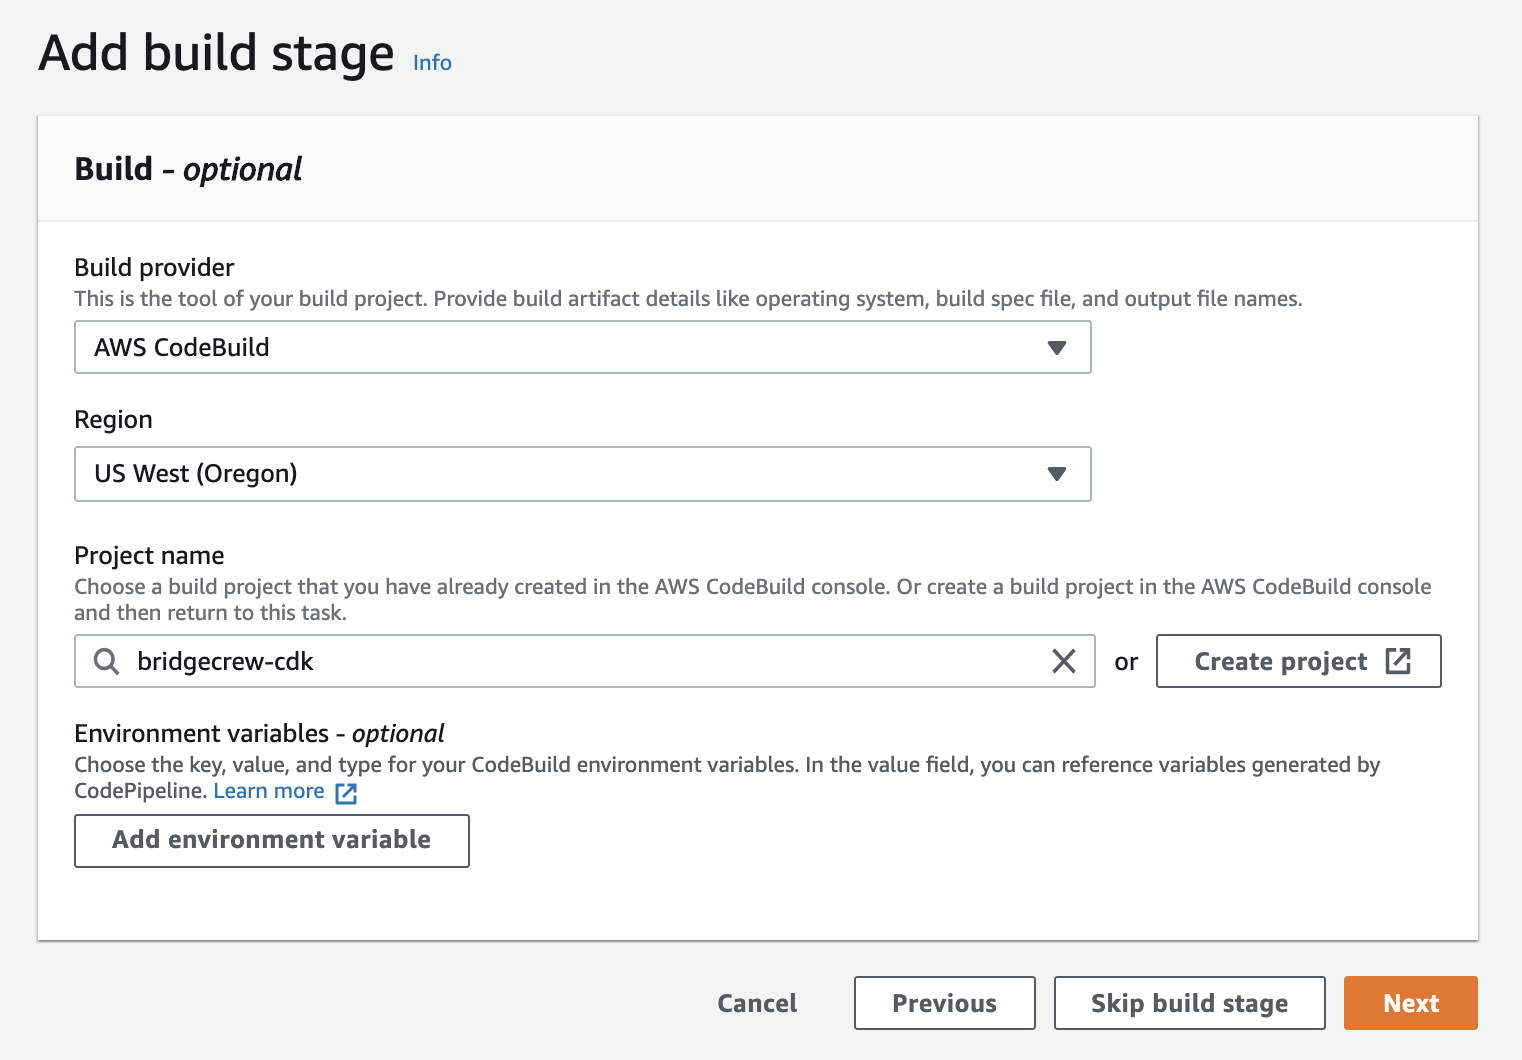 Add build stage Info
Build - optional
Build provider
This is the tool of your build project. Provide build artifact details like operating system, build spec file, and output file names.
AWS CodeBuild
Region
US West (Oregon)
Project name
Choose a build project that you have already created in the AWS CodeBuild console. Or create a build project in the AWS CodeBuild console
and then return to this task.
bridgecrew-cdk or Create project
Environment variables - optional
Choose the key, value, and type for your CodeBuild environment variables. In the value field, you can reference variables generated by
CodePipeline. Learn more
Add environment variable
Cancel Previous Skip build stage Next